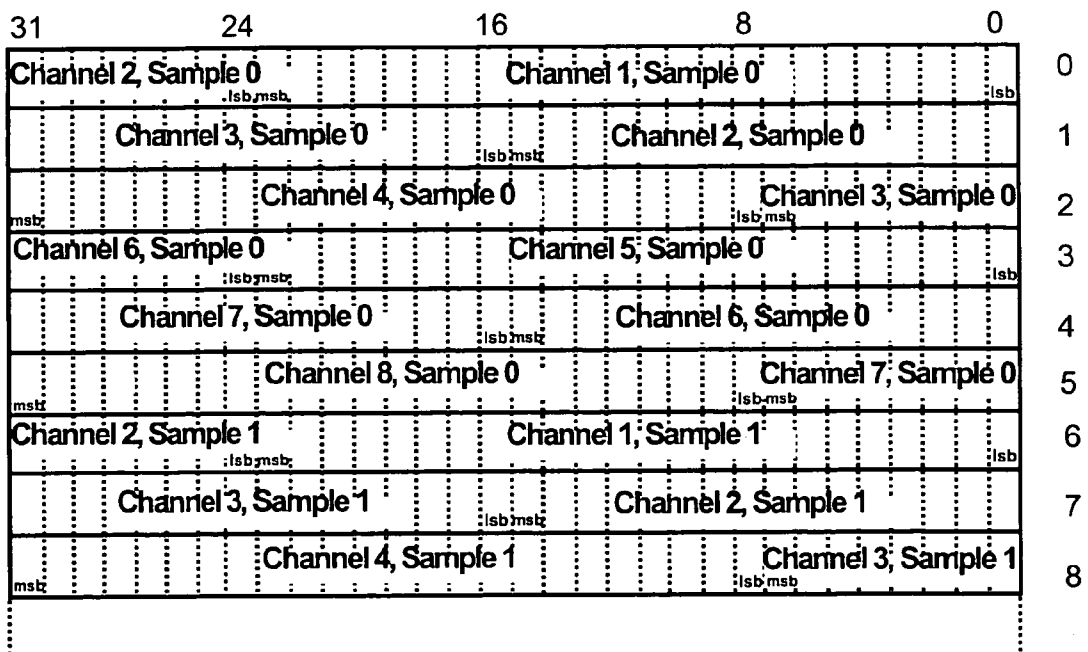 31 24 16 8 0
Channel 2, Sample 0 Channel 1, Sample 0 0
lsb msb lsb
Channel 3, Sample 0 Channel 2, Sample 0 1
lsb msb
Channel 4, Sample 0 Channel 3, Sample 0 2
msb lsb msb
Channel 6, Sample 0 Channel 5, Sample 0 3
lsb msb lsb
Channel 7, Sample 0 Channel 6, Sample 0 4
lsb msb
Channel 8, Sample 0 Channel 7, Sample 0 5
msb lsb msb
Channel 2, Sample 1 Channel 1, Sample 1 6
lsb msb lsb
Channel 3, Sample 1 Channel 2, Sample 1 7
lsb msb
Channel 4, Sample 1 Channel 3, Sample 1 8
msb lsb msb